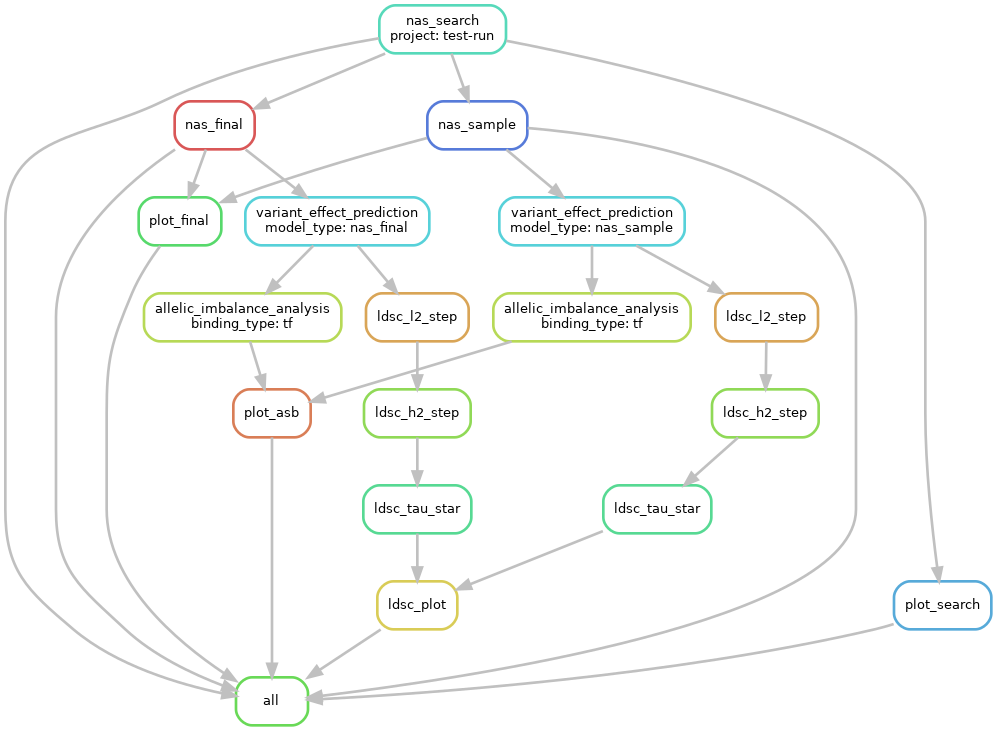 nas_search
project: test-run
nas_final
nas_sample
plot_final
variant_effect_prediction
model_type: nas_final
variant_effect_prediction
model_type: nas_sample
allelic_imbalance_analysis
binding_type: tf
ldsc_l2_step
allelic_imbalance_analysis
binding_type: tf
ldsc_l2_step
plot_asb
ldsc_h2_step
ldsc_h2_step
ldsc_tau_star
ldsc_tau_star
ldsc_plot
plot_search
all